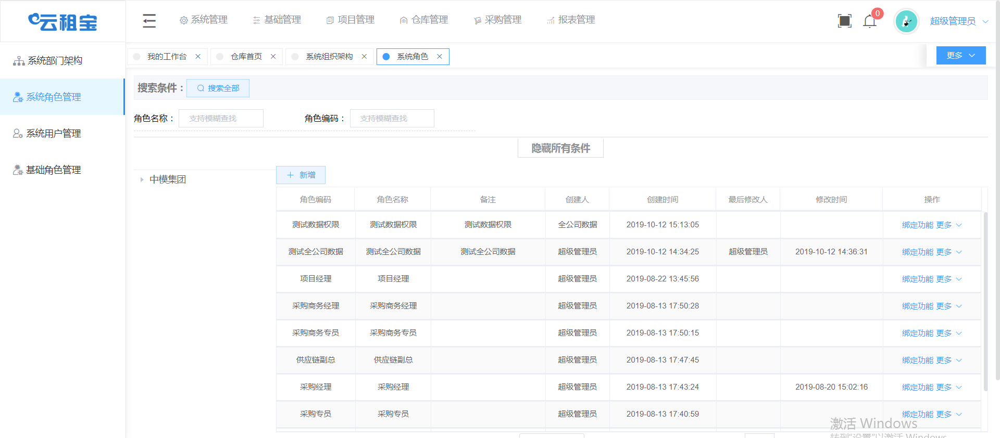 云租宝
系统管理 基础管理 项目管理 仓库管理 采购管理 报表管理
0
超级管理员
系统部门架构
系统角色管理
系统用户管理
基础角色管理
我的工作台 仓库首页 系统组织架构 系统角色
更多
搜索条件： 搜索全部
角色名称： 支持模糊查找 角色编码： 支持模糊查找
隐藏所有条件
中模集团
新增
角色编码 角色名称 备注 创建人 创建时间 最后修改人 修改时间 操作
测试数据权限 测试数据权限 测试数据权限 全公司数据 2019-10-12 15:13:05 绑定功能 更多
测试全公司数据 测试全公司数据 测试全公司数据 超级管理员 2019-10-12 14:34:25 超级管理员 2019-10-12 14:36:31 绑定功能 更多
项目经理 项目经理 超级管理员 2019-08-22 13:45:56 绑定功能 更多
采购商务经理 采购商务经理 超级管理员 2019-08-13 17:50:28 绑定功能 更多
采购商务专员 采购商务专员 超级管理员 2019-08-13 17:50:15 绑定功能 更多
供应链副总 供应链副总 超级管理员 2019-08-13 17:47:45 绑定功能 更多
采购经理 采购经理 超级管理员 2019-08-13 17:43:24 2019-08-20 15:02:16 绑定功能 更多
采购专员 采购专员 超级管理员 2019-08-13 17:40:59 绑定功能 更多
激活 Windows
转到"设置"以激活 Windows